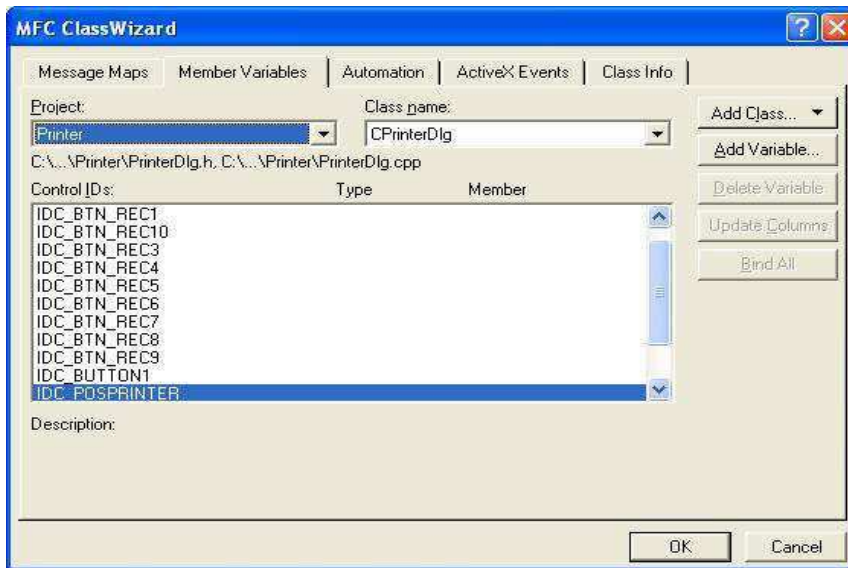 MFC ClassWizard
Message Maps Member Variables Automation ActiveX Events Class Info
Project: Class name:
Printer CPrinterDlg
C:\...\Printer\PrinterDlg.h, C:\...\Printer\PrinterDlg.cpp
Control IDs: Type Member
IDC_BTN_REC1
IDC_BTN_REC10
IDC_BTN_REC3
IDC_BTN_REC4
IDC_BTN_REC5
IDC_BTN_REC6
IDC_BTN_REC7
IDC_BTN_REC8
IDC_BTN_REC9
IDC_BUTTON1
IDC_POSPRINTER
Description:
Add Class...
Add Variable...
Delete Variable
Update Columns
Bind All
OK Cancel